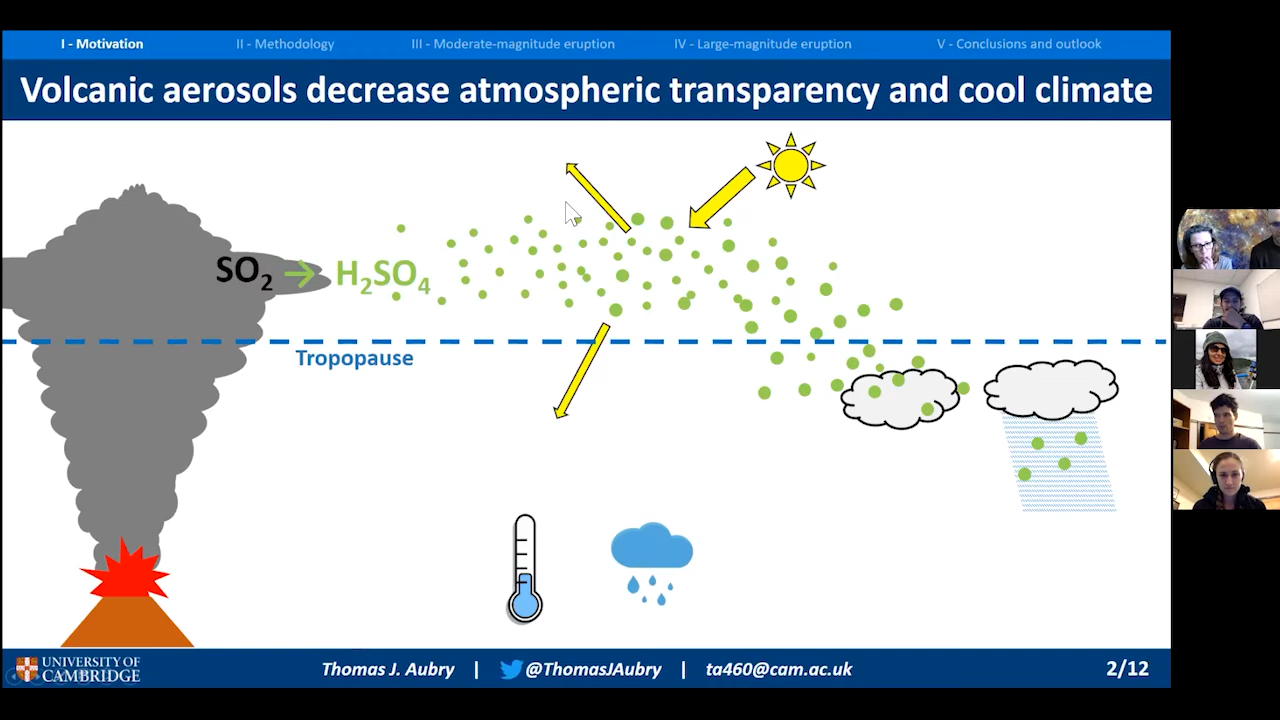 I - Motivation
II - Methodology
III - Moderate-magnitude eruption
IV - Large-magnitude eruption
V - Conclusions and outlook
Volcanic aerosols decrease atmospheric transparency and cool climate
SO2 → H2SO4
Tropopause
UNIVERSITY OF
CAMBRIDGE
Thomas J. Aubry | @ThomasJAubry | ta460@cam.ac.uk
2/12